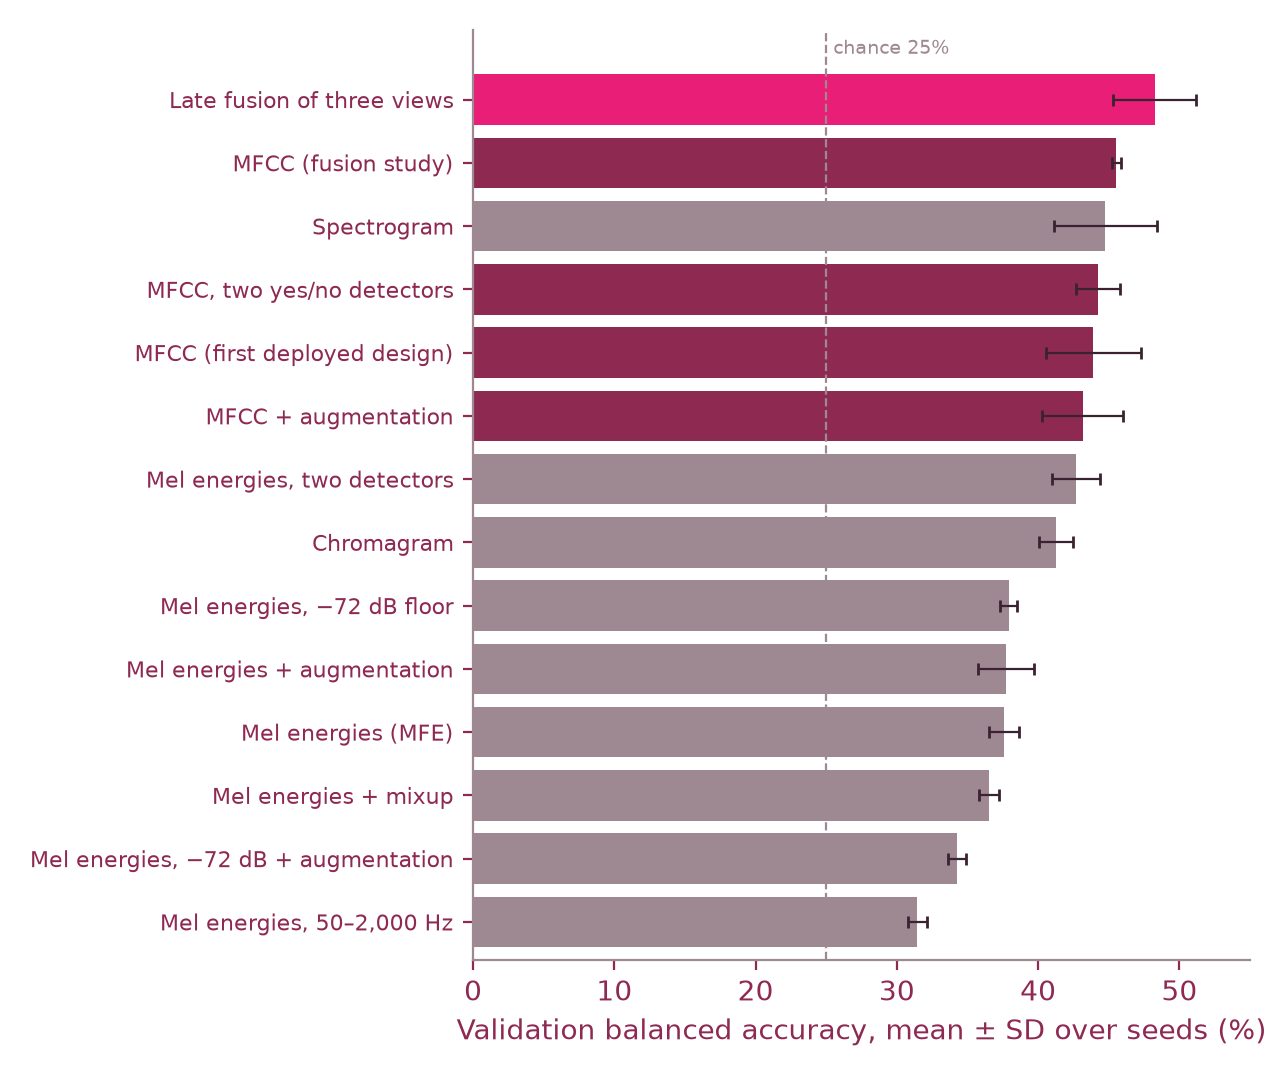 chance 25%
Late fusion of three views
MFCC (fusion study)
Spectrogram
MFCC, two yes/no detectors
MFCC (first deployed design)
MFCC + augmentation
Mel energies, two detectors
Chromagram
Mel energies, −72 dB floor
Mel energies + augmentation
Mel energies (MFE)
Mel energies + mixup
Mel energies, −72 dB + augmentation
Mel energies, 50–2,000 Hz
0 10 20 30 40 50
Validation balanced accuracy, mean ± SD over seeds (%)